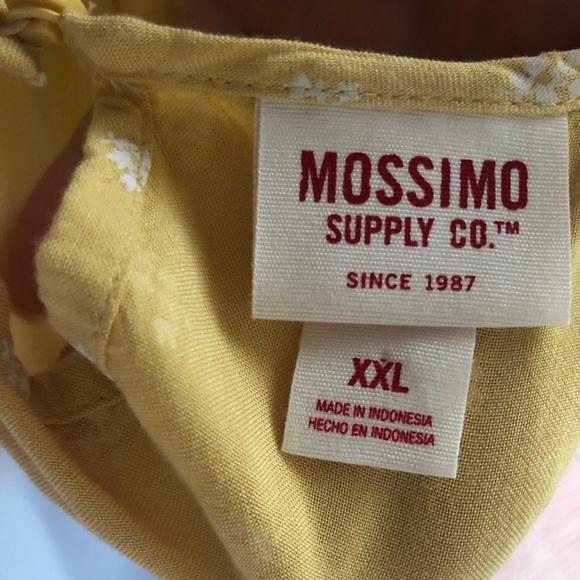 MOSSIMO
SUPPLY CO.™
SINCE 1987
XXL
MADE IN INDONESIA
HECHO EN INDONESIA